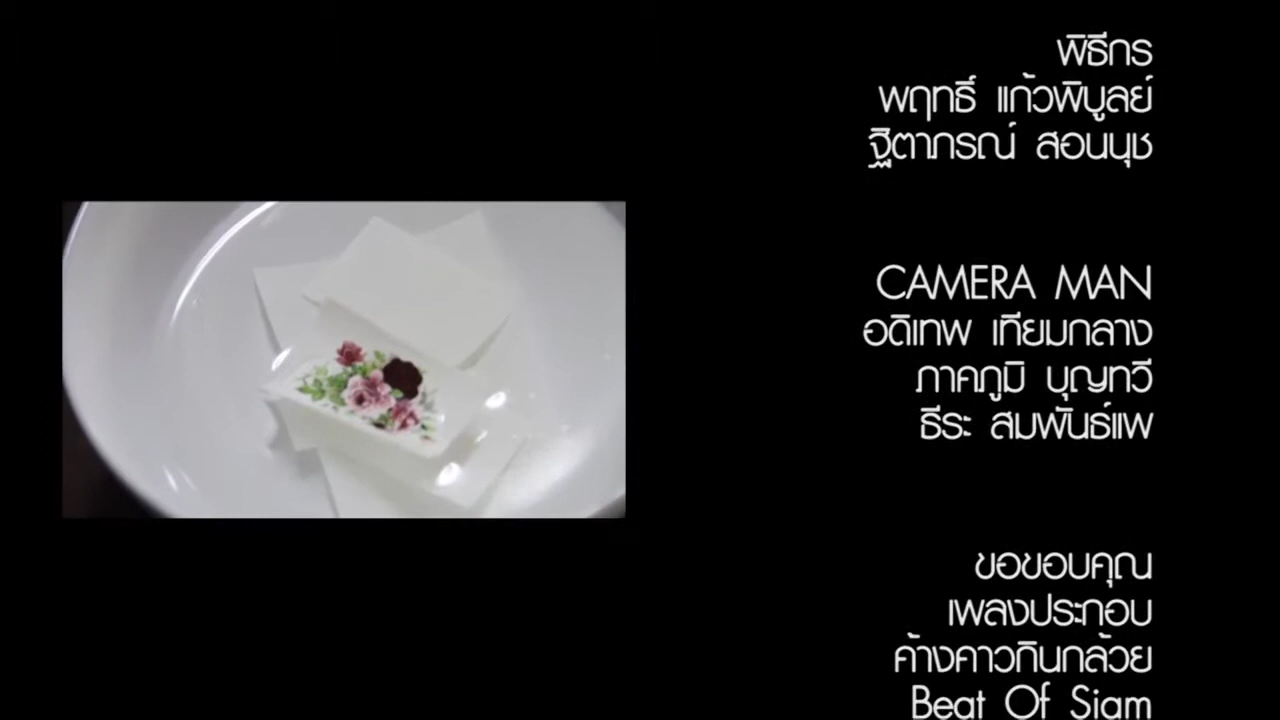 พิธีกร
พฤทธิ์ แก้วพิบูลย์
ฐิตาภรณ์ สอนนุช
CAMERA MAN
อดิเทพ เทียมกลาง
ภาคภูมิ บุญทวี
ธีระ สมพันธ์แพ
ขอขอบคุณ
เพลงประกอบ
ค้างคาวกินกล้วย
Beat Of Siam